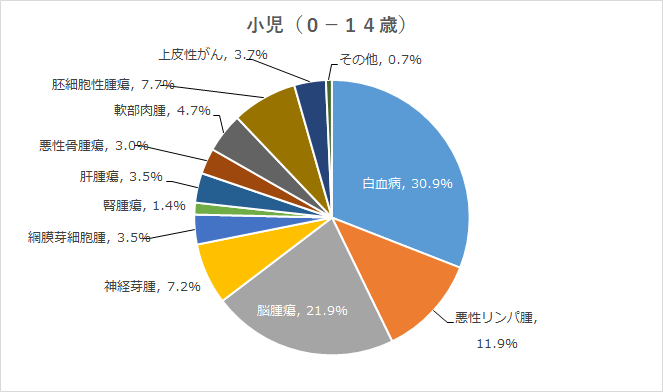 小児（０－１４歳）
上皮性がん, 3.7%
その他, 0.7%
胚細胞性腫瘍, 7.7%
軟部肉腫, 4.7%
悪性骨腫瘍, 3.0%
肝腫瘍, 3.5%
腎腫瘍, 1.4%
網膜芽細胞腫, 3.5%
神経芽腫, 7.2%
白血病, 30.9%
脳腫瘍, 21.9%
悪性リンパ腫,
11.9%